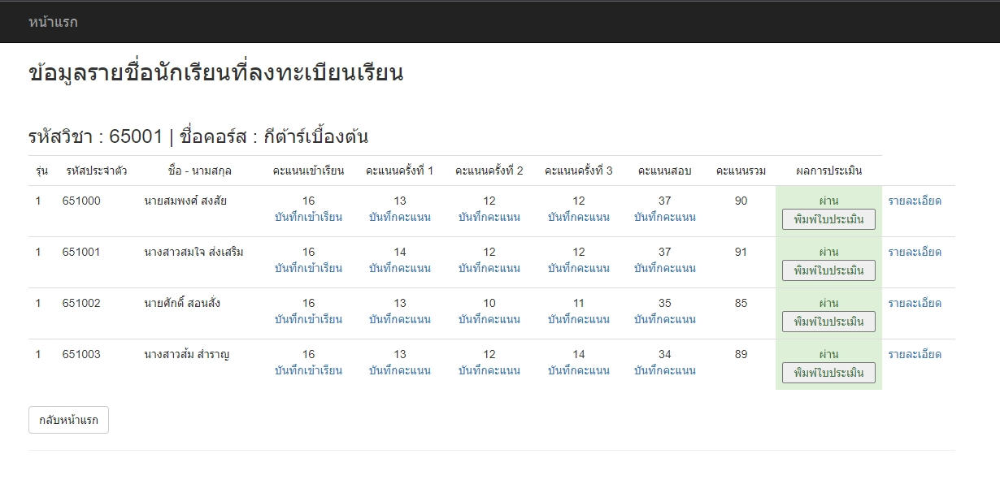 หน้าแรก
ข้อมูลรายชื่อนักเรียนที่ลงทะเบียนเรียน
รหัสวิชา : 65001 | ชื่อคอร์ส : กีต้าร์เบื้องต้น
รุ่น รหัสประจำตัว ชื่อ - นามสกุล คะแนนเข้าเรียน คะแนนครั้งที่ 1 คะแนนครั้งที่ 2 คะแนนครั้งที่ 3 คะแนนสอบ คะแนนรวม ผลการประเมิน
1 651000 นายสมพงศ์ สงสัย 16 13 12 12 37 90 ผ่าน รายละเอียด
บันทึกเข้าเรียน บันทึกคะแนน บันทึกคะแนน บันทึกคะแนน บันทึกคะแนน พิมพ์ใบประเมิน
1 651001 นางสาวสมใจ ส่งเสริม 16 14 12 12 37 91 ผ่าน รายละเอียด
บันทึกเข้าเรียน บันทึกคะแนน บันทึกคะแนน บันทึกคะแนน บันทึกคะแนน พิมพ์ใบประเมิน
1 651002 นายศักดิ์ สอนสั่ง 16 13 10 11 35 85 ผ่าน รายละเอียด
บันทึกเข้าเรียน บันทึกคะแนน บันทึกคะแนน บันทึกคะแนน บันทึกคะแนน พิมพ์ใบประเมิน
1 651003 นางสาวส้ม สำราญ 16 13 12 14 34 89 ผ่าน รายละเอียด
บันทึกเข้าเรียน บันทึกคะแนน บันทึกคะแนน บันทึกคะแนน บันทึกคะแนน พิมพ์ใบประเมิน
กลับหน้าแรก